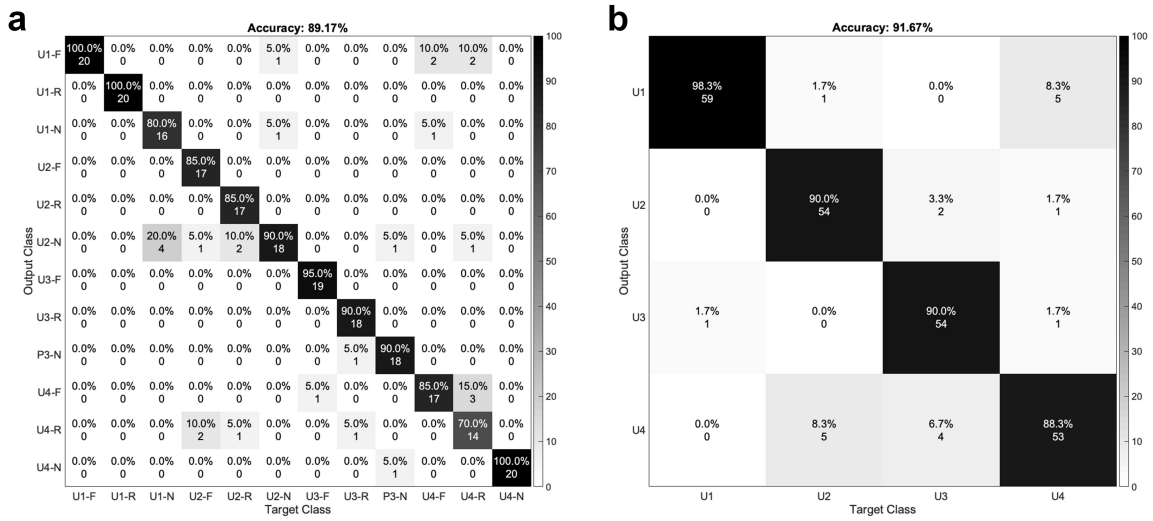 a
Accuracy: 89.17%
Output Class
U1-F 100.0% 0.0% 0.0% 0.0% 0.0% 5.0% 0.0% 0.0% 0.0% 10.0% 10.0% 0.0%
20 0 0 0 0 1 0 0 0 2 2 0
U1-R 0.0% 100.0% 0.0% 0.0% 0.0% 0.0% 0.0% 0.0% 0.0% 0.0% 0.0% 0.0%
0 20 0 0 0 0 0 0 0 0 0 0
U1-N 0.0% 0.0% 80.0% 0.0% 0.0% 5.0% 0.0% 0.0% 0.0% 5.0% 0.0% 0.0%
0 0 16 0 0 1 0 0 0 1 0 0
U2-F 0.0% 0.0% 0.0% 85.0% 0.0% 0.0% 0.0% 0.0% 0.0% 0.0% 0.0% 0.0%
0 0 0 17 0 0 0 0 0 0 0 0
U2-R 0.0% 0.0% 0.0% 0.0% 85.0% 0.0% 0.0% 0.0% 0.0% 0.0% 0.0% 0.0%
0 0 0 0 17 0 0 0 0 0 0 0
U2-N 0.0% 0.0% 20.0% 5.0% 10.0% 90.0% 0.0% 0.0% 5.0% 0.0% 5.0% 0.0%
0 0 4 1 2 18 0 0 1 0 1 0
U3-F 0.0% 0.0% 0.0% 0.0% 0.0% 0.0% 95.0% 0.0% 0.0% 0.0% 0.0% 0.0%
0 0 0 0 0 0 19 0 0 0 0 0
U3-R 0.0% 0.0% 0.0% 0.0% 0.0% 0.0% 0.0% 90.0% 0.0% 0.0% 0.0% 0.0%
0 0 0 0 0 0 0 18 0 0 0 0
P3-N 0.0% 0.0% 0.0% 0.0% 0.0% 0.0% 0.0% 5.0% 90.0% 0.0% 0.0% 0.0%
0 0 0 0 0 0 0 1 18 0 0 0
U4-F 0.0% 0.0% 0.0% 0.0% 0.0% 0.0% 5.0% 0.0% 0.0% 85.0% 15.0% 0.0%
0 0 0 0 0 0 1 0 0 17 3 0
U4-R 0.0% 0.0% 0.0% 10.0% 5.0% 0.0% 0.0% 5.0% 0.0% 0.0% 70.0% 0.0%
0 0 0 2 1 0 0 1 0 0 14 0
U4-N 0.0% 0.0% 0.0% 0.0% 0.0% 0.0% 0.0% 0.0% 5.0% 0.0% 0.0% 100.0%
0 0 0 0 0 0 0 0 1 0 0 20
U1-F U1-R U1-N U2-F U2-R U2-N U3-F U3-R P3-N U4-F U4-R U4-N
Target Class
100
90
80
70
60
50
40
30
20
10
0
b
Accuracy: 91.67%
Output Class
U1 98.3% 1.7% 0.0% 8.3%
59 1 0 5
U2 0.0% 90.0% 3.3% 1.7%
0 54 2 1
U3 1.7% 0.0% 90.0% 1.7%
1 0 54 1
U4 0.0% 8.3% 6.7% 88.3%
0 5 4 53
U1 U2 U3 U4
Target Class
100
90
80
70
60
50
40
30
20
10
0